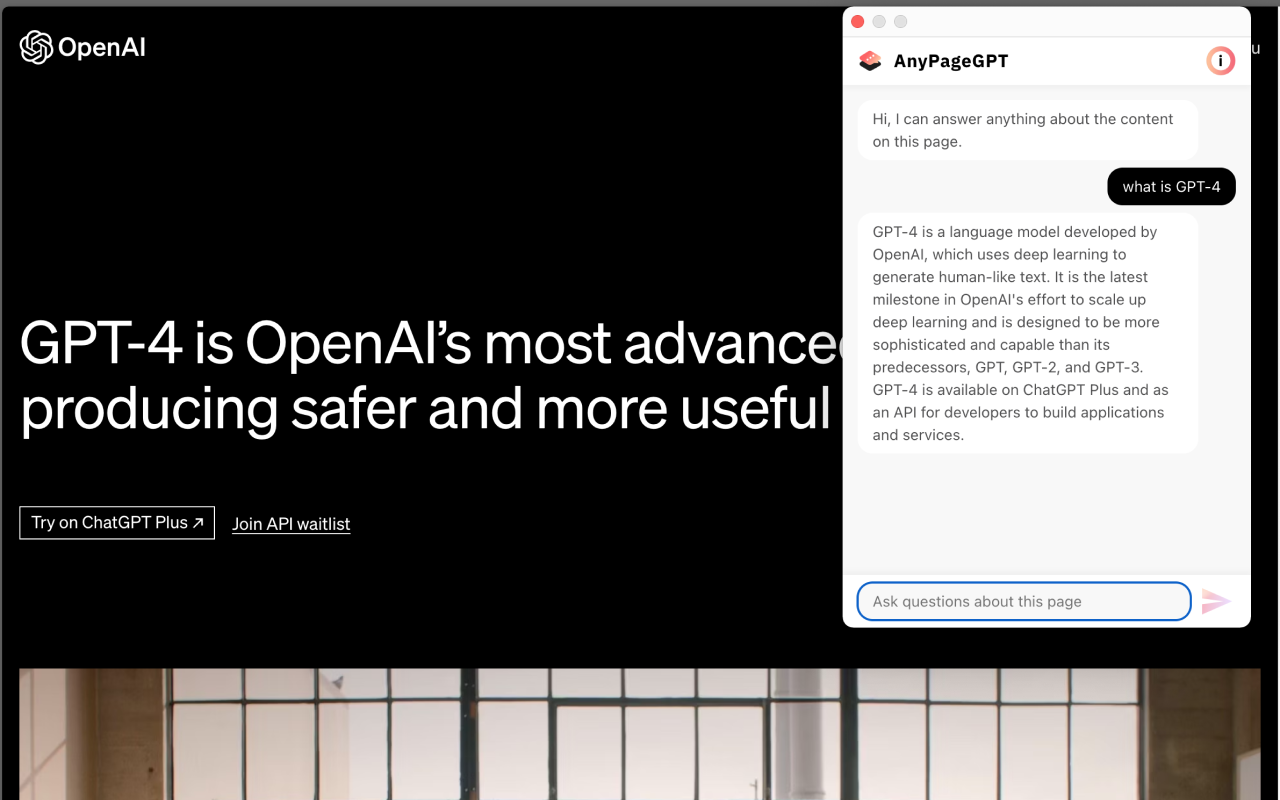 OpenAI
GPT-4 is OpenAI’s most advance
producing safer and more useful
Try on ChatGPT Plus ↗
Join API waitlist
AnyPageGPT
i
Hi, I can answer anything about the content
on this page.
what is GPT-4
GPT-4 is a language model developed by
OpenAI, which uses deep learning to
generate human-like text. It is the latest
milestone in OpenAI's effort to scale up
deep learning and is designed to be more
sophisticated and capable than its
predecessors, GPT, GPT-2, and GPT-3.
GPT-4 is available on ChatGPT Plus and as
an API for developers to build applications
and services.
Ask questions about this page